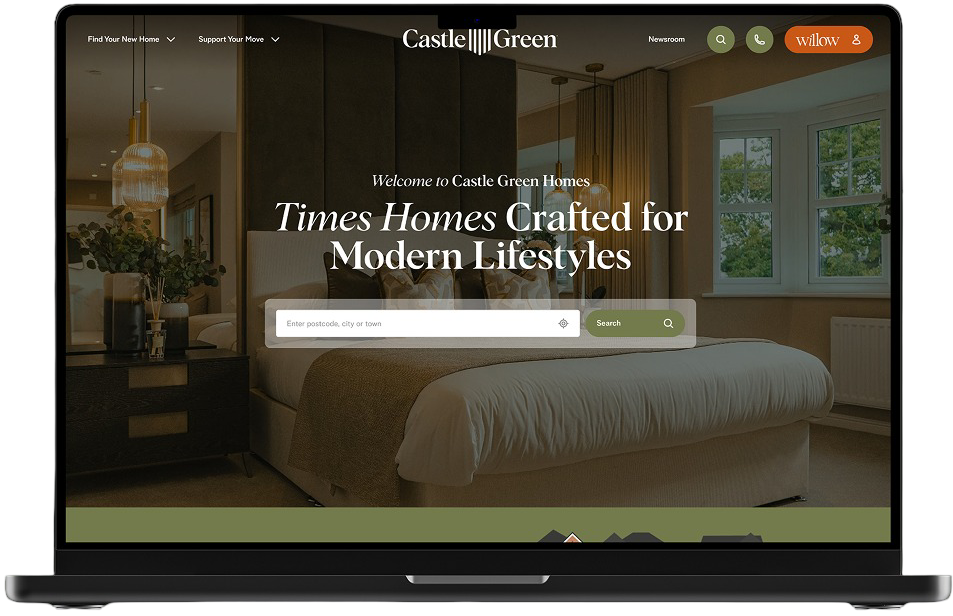 Find Your New Home
Support Your Move
Castle Green
Newsroom
willow
Welcome to Castle Green Homes
Times Homes Crafted for
Modern Lifestyles
Enter postcode, city or town
Search